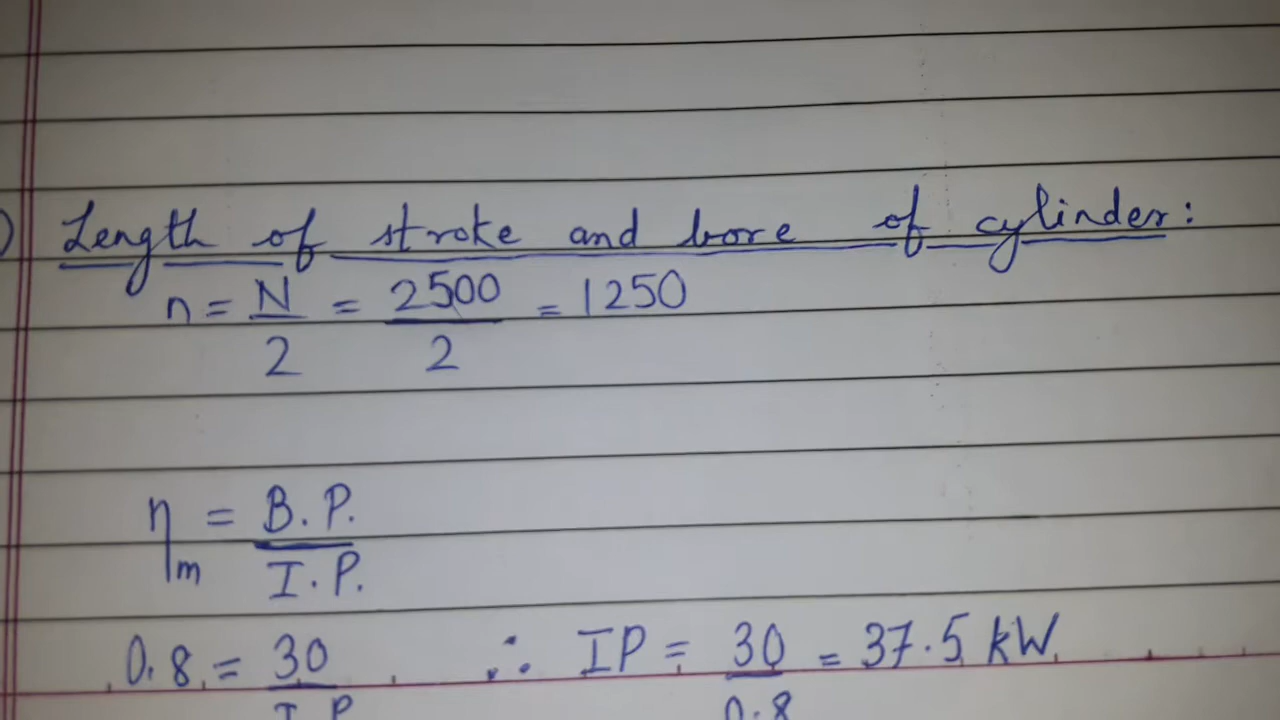 ) Length of stroke and bore of cylinder:
n = N/2 = 2500/2 = 1250
η_m = B.P./I.P.
0.8 = 30/I.P ∴ IP = 30/0.8 = 37.5 kW